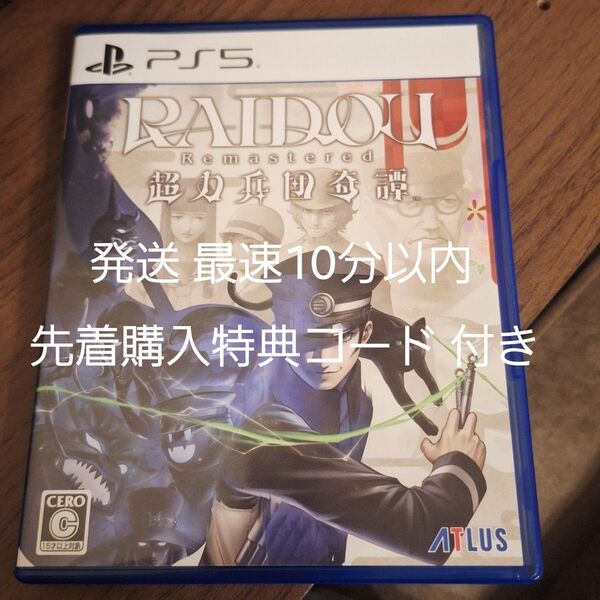 PS5
RAIDOU
Remastered
超力兵団奇譚™
発送 最速10分以内
先着購入特典コード 付き
CERO
C
15才以上対象
ATLUS